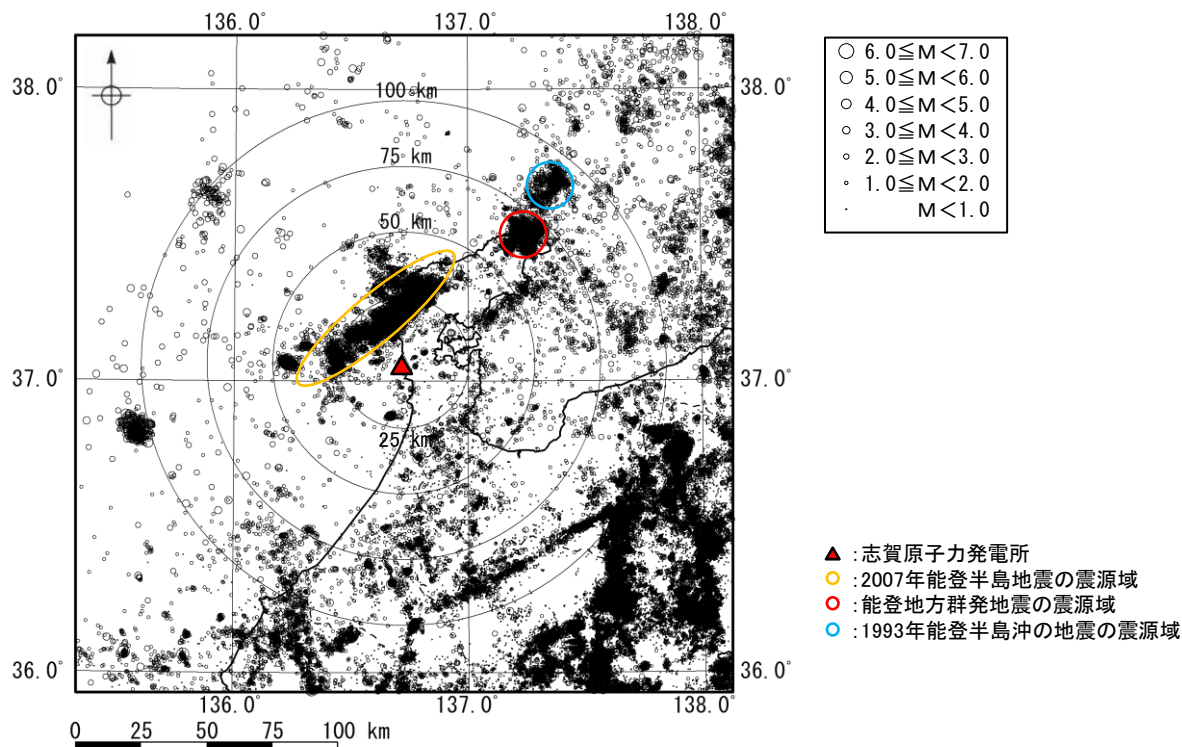 136.0° 137.0° 138.0°
38.0° 38.0°
100 km
75 km
50 km
37.0° 37.0°
25 km
36.0° 36.0°
136.0° 137.0° 138.0°
0 25 50 75 100 km
6.0≦M<7.0
5.0≦M<6.0
4.0≦M<5.0
3.0≦M<4.0
2.0≦M<3.0
1.0≦M<2.0
M<1.0
:志賀原子力発電所
:2007年能登半島地震の震源域
:能登地方群発地震の震源域
:1993年能登半島沖の地震の震源域